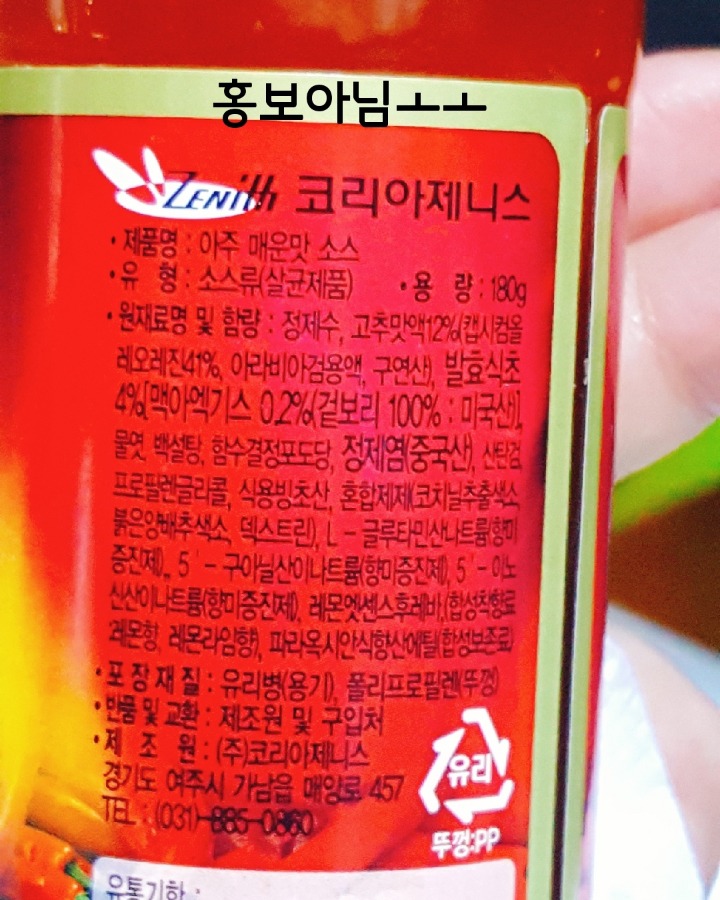 홍보아님ㅗㅗ
ZENith 코리아제니스
• 제품명 : 아주 매운맛 소스
• 유 형 : 소스류(살균제품) • 용 량 : 180g
• 원재료명 및 함량 : 정제수, 고추맛액12%(캡시컴올
레오레진41%, 아라비아검용액, 구연산), 발효식초
4%[맥아엑기스 0.2%(겉보리 100% : 미국산)],
물엿, 백설탕, 함수결정포도당, 정제염(중국산), 산탄검,
프로필렌글리콜, 식용빙초산, 혼합제제(코치닐추출색소,
붉은양배추색소, 덱스트린), L - 글루타민산나트륨(향미
증진제), 5' - 구아닐산이나트륨(향미증진제), 5' - 이노
신산이나트륨(향미증진제), 레몬엣센스후레바,(합성착향료
레몬향, 레몬라임향), 파라옥시안식향산에틸(합성보존료)
• 포장재질 : 유리병(용기), 폴리프로필렌(뚜껑)
• 반품 및 교환 : 제조원 및 구입처
• 제 조 원 : (주)코리아제니스
경기도 여주시 가남읍 매양로 457
TEL : (031)-885-0860
유리
뚜껑:PP
유통기한 :